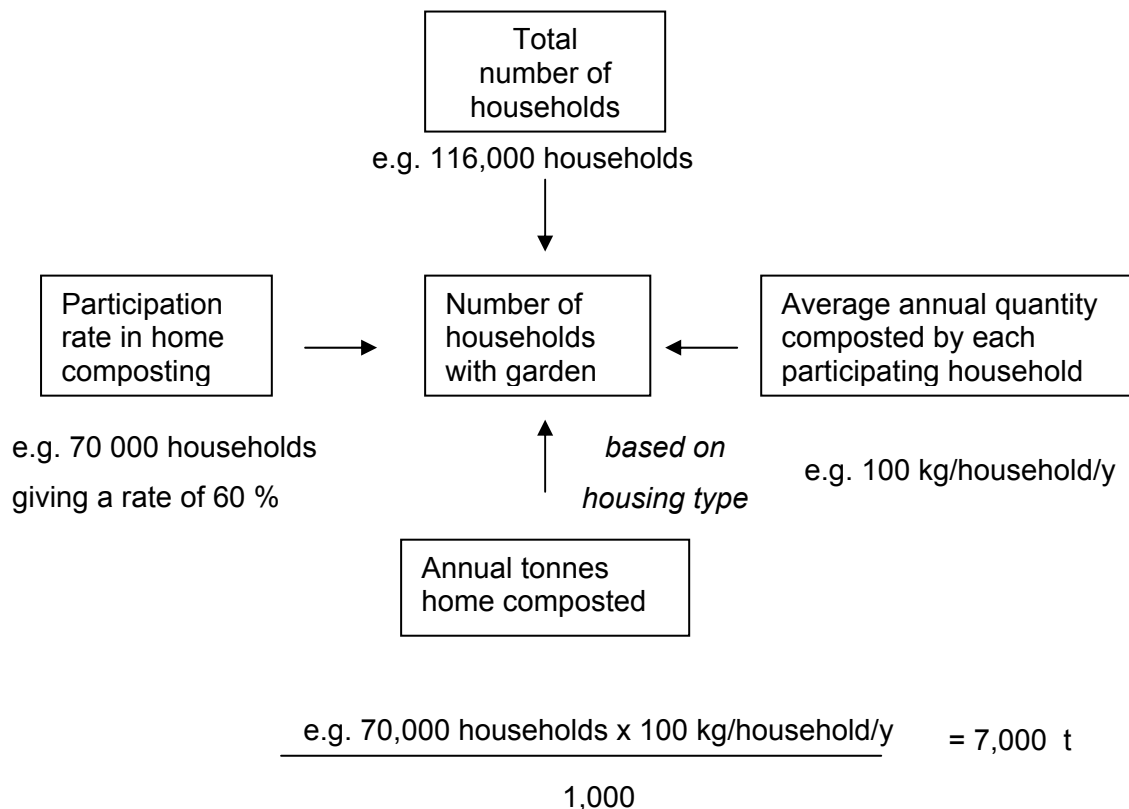 Total
number of
households
e.g. 116,000 households
Participation
rate in home
composting
Number of
households
with garden
Average annual quantity
composted by each
participating household
e.g. 70 000 households
giving a rate of 60 %
based on
housing type
e.g. 100 kg/household/y
Annual tonnes
home composted
e.g. 70,000 households x 100 kg/household/y
= 7,000 t
1,000